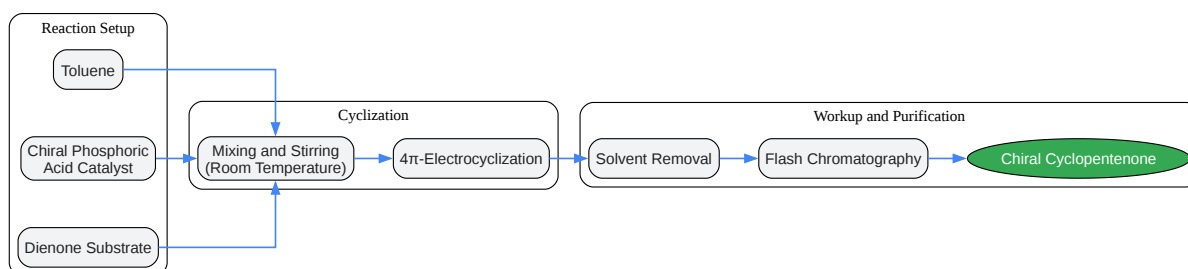 Reaction Setup
Toluene
Chiral Phosphoric
Acid Catalyst
Dienone Substrate
Cyclization
Mixing and Stirring
(Room Temperature)
4π-Electrocyclization
Workup and Purification
Solvent Removal
Flash Chromatography
Chiral Cyclopentenone